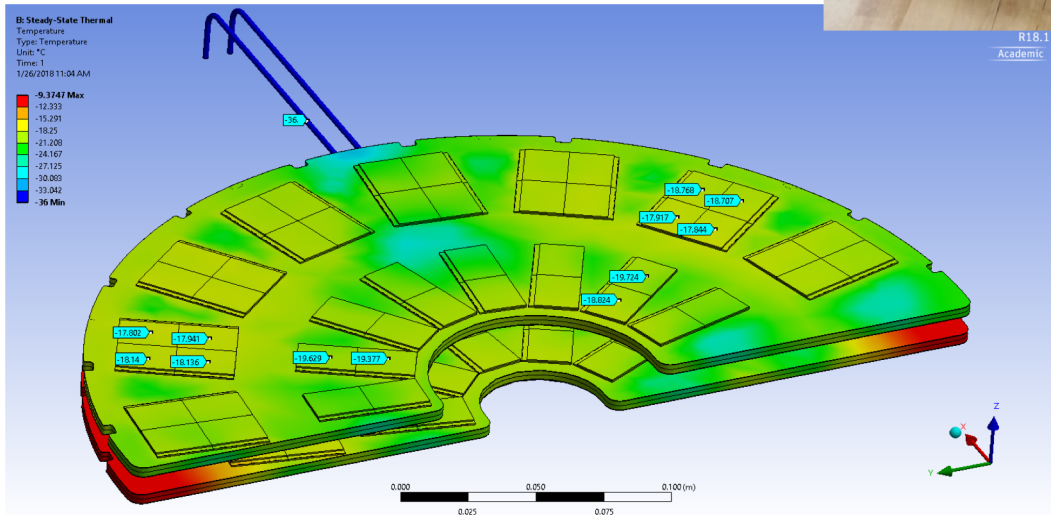 B: Steady-State Thermal
Temperature
Type: Temperature
Unit: °C
Time: 1
1/26/2018 11:04 AM
-9.3747 Max
-12.333
-15.291
-18.25
-21.208
-24.167
-27.125
-30.083
-33.042
-36 Min
R18.1
Academic
-36.
-18.768
-18.707
-17.917
-17.844
-19.724
-18.824
-17.802
-17.941
-18.14
-18.136
-19.629
-19.377
0.000
0.050
0.100 (m)
0.025
0.075
Z
X
Y